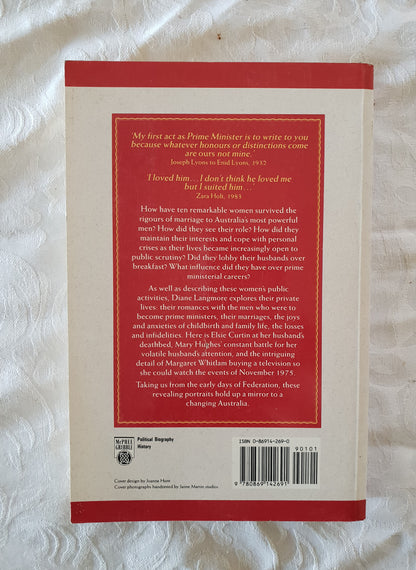 'My first act as Prime Minister is to write to you
because whatever honours or distinctions come
are ours not mine.
Joseph Lyons to Enid Lyons, 1932
'I loved him...I don't think he loved me
but I suited him...'
Zara Holt, 1983
How have ten remarkable women survived the
rigours of marriage to Australia's most powerful
men? How did they see their role? How did they
maintain their interests and cope with personal
crises as their lives became increasingly open to
public scrutiny? Did they lobby their husbands over
breakfast? What influence did they have over prime
ministerial careers?
As well as describing these women's public
activities, Diane Langmore explores their private
lives: their romances with the men who were
to become prime ministers, their marriages, the joys
and anxieties of childbirth and family life, the losses
and infidelities. Here is Elsie Curtin at her husband's
deathbed, Mary Hughes' constant battle for her
volatile husband's attention, and the intriguing
detail of Margaret Whitlam buying a television so
she could watch the events of November 1975.
Taking us from the early days of Federation, these
revealing portraits hold up a mirror to a
changing Australia.
McPHEE
GRIBBLE
Political Biography
History
ISBN 0-86914-269-0
90101
9 780869 142691
Cover design by Joanna Hunt
Cover photographs handtinted by Jaime Martin studios